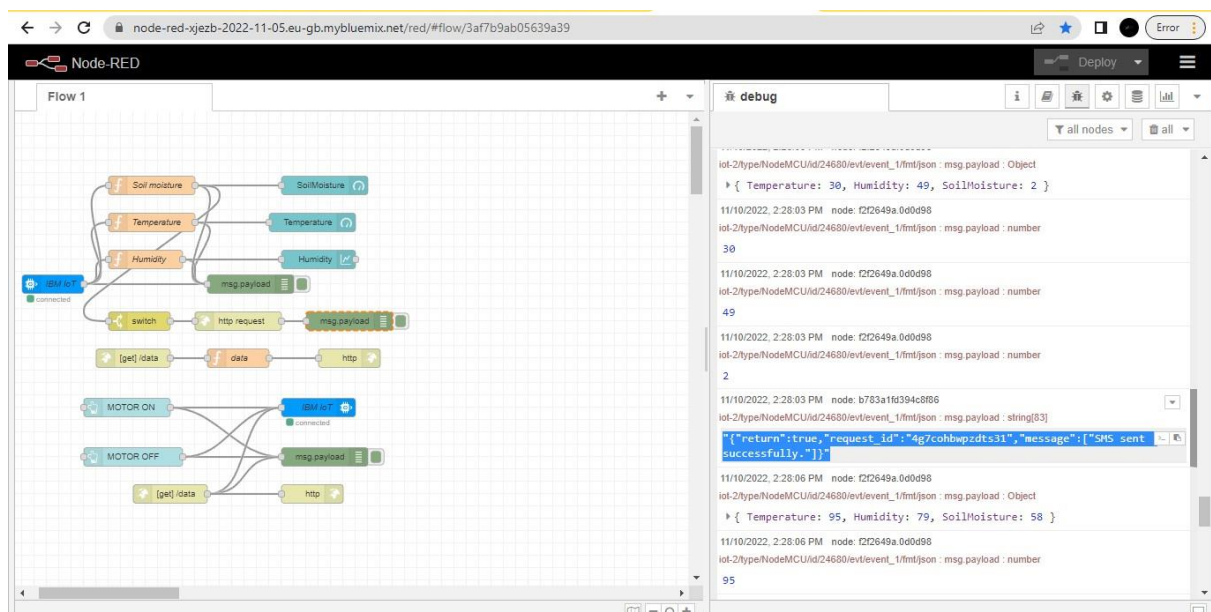 node-red-xjezb-2022-11-05.eu-gb.mybluemix.net/red/#flow/3af7b9ab05639a39
Error
Node-RED
Deploy
Flow 1
Soil moisture
SoilMoisture
Temperature
Temperature
Humidity
Humidity
IBM IoT
connected
msg.payload
switch
http request
msg.payload
[get] /data
data
http
MOTOR ON
IBM IoT
connected
MOTOR OFF
msg.payload
[get] /data
http
debug
i
all nodes
all
iot-2/type/NodeMCU/id/24680/evt/event_1/fmt/json : msg.payload : Object
{ Temperature: 30, Humidity: 49, SoilMoisture: 2 }
11/10/2022, 2:28:03 PM node: f2f2649a.0d0d98
iot-2/type/NodeMCU/id/24680/evt/event_1/fmt/json : msg.payload : number
30
11/10/2022, 2:28:03 PM node: f2f2649a.0d0d98
iot-2/type/NodeMCU/id/24680/evt/event_1/fmt/json : msg.payload : number
49
11/10/2022, 2:28:03 PM node: f2f2649a.0d0d98
iot-2/type/NodeMCU/id/24680/evt/event_1/fmt/json : msg.payload : number
2
11/10/2022, 2:28:03 PM node: b783a1fd394c8f86
iot-2/type/NodeMCU/id/24680/evt/event_1/fmt/json : msg.payload : string[83]
"{"return":true,"request_id":"4g7cohbwpzdts31","message":["SMS sent
successfully."]}"
11/10/2022, 2:28:06 PM node: f2f2649a.0d0d98
iot-2/type/NodeMCU/id/24680/evt/event_1/fmt/json : msg.payload : Object
{ Temperature: 95, Humidity: 79, SoilMoisture: 58 }
11/10/2022, 2:28:06 PM node: f2f2649a.0d0d98
iot-2/type/NodeMCU/id/24680/evt/event_1/fmt/json : msg.payload : number
95